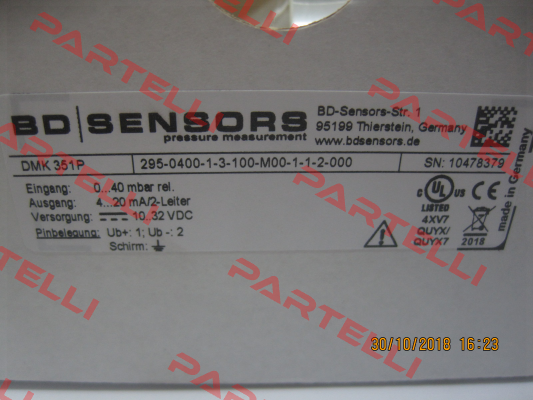 BD SENSORS
pressure measurement
BD-Sensors-Str. 1
95199 Thierstein, Germany
www.bdsensors.de
DMK 351P 295-0400-1-3-100-M00-1-1-2-000 SN: 10478379
Eingang: 0...40 mbar rel.
Ausgang: 4...20 mA/2-Leiter
Versorgung: 10..32 VDC
Pinbelegung: Ub+: 1; Ub -: 2
Schirm:
C UL US CE
LISTED
4XV7
QUYX/
QUYX7
2018
made in Germany
30/10/2018 16:23
PARTELLI
PARTELLI
PARTELLI
PARTELLI
PARTELLI